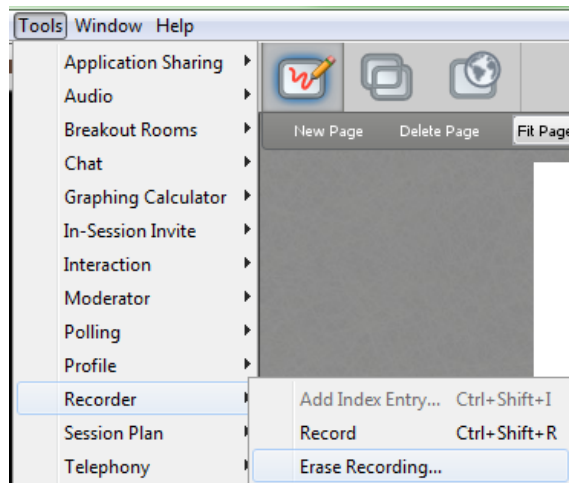 Tools Window Help
Application Sharing
Audio
Breakout Rooms
New Page Delete Page Fit Page
Chat
Graphing Calculator
In-Session Invite
Interaction
Moderator
Polling
Profile
Recorder
Add Index Entry... Ctrl+Shift+I
Session Plan
Record Ctrl+Shift+R
Telephony
Erase Recording...